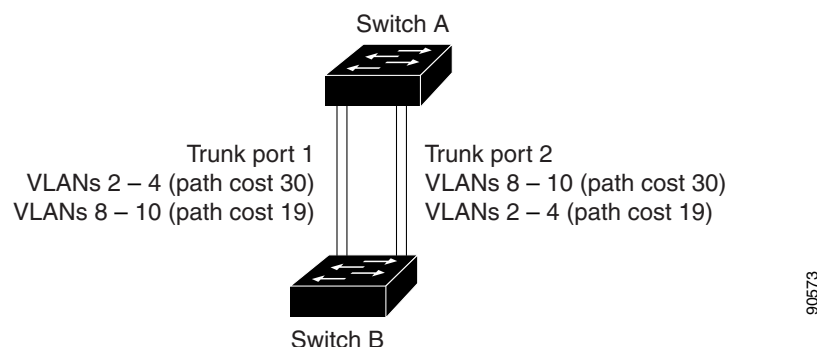 Switch A
Trunk port 1
VLANs 2 – 4 (path cost 30)
VLANs 8 – 10 (path cost 19)
Trunk port 2
VLANs 8 – 10 (path cost 30)
VLANs 2 – 4 (path cost 19)
Switch B
90573